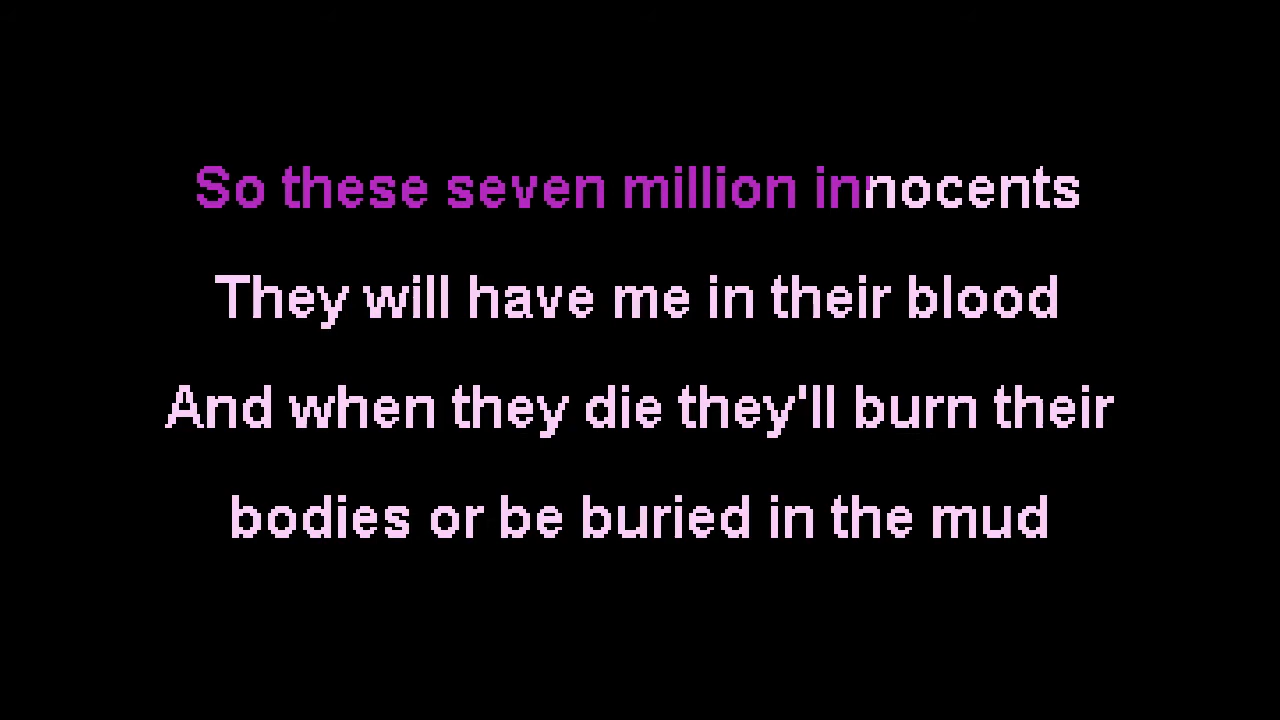 So these seven million innocents
They will have me in their blood
And when they die they'll burn their
bodies or be buried in the mud